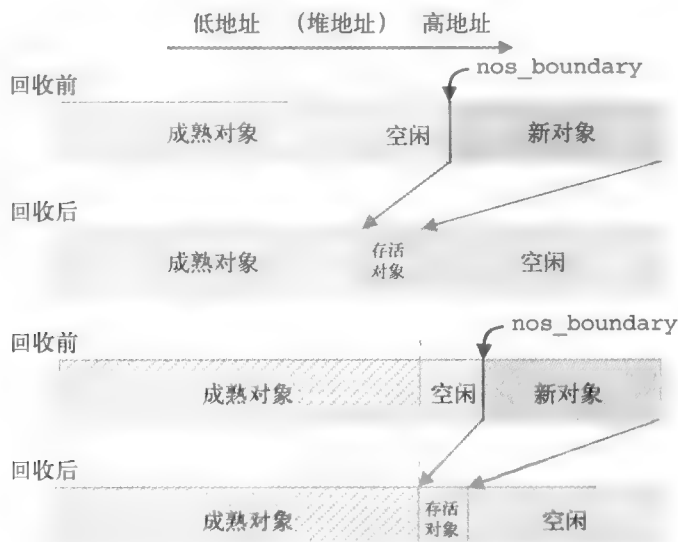 低地址 (堆地址) 高地址
nos_boundary
回收前
成熟对象 空闲 新对象
回收后
成熟对象 存活对象 空闲
nos_boundary
回收前
成熟对象 空闲 新对象
回收后
成熟对象 存活对象 空闲